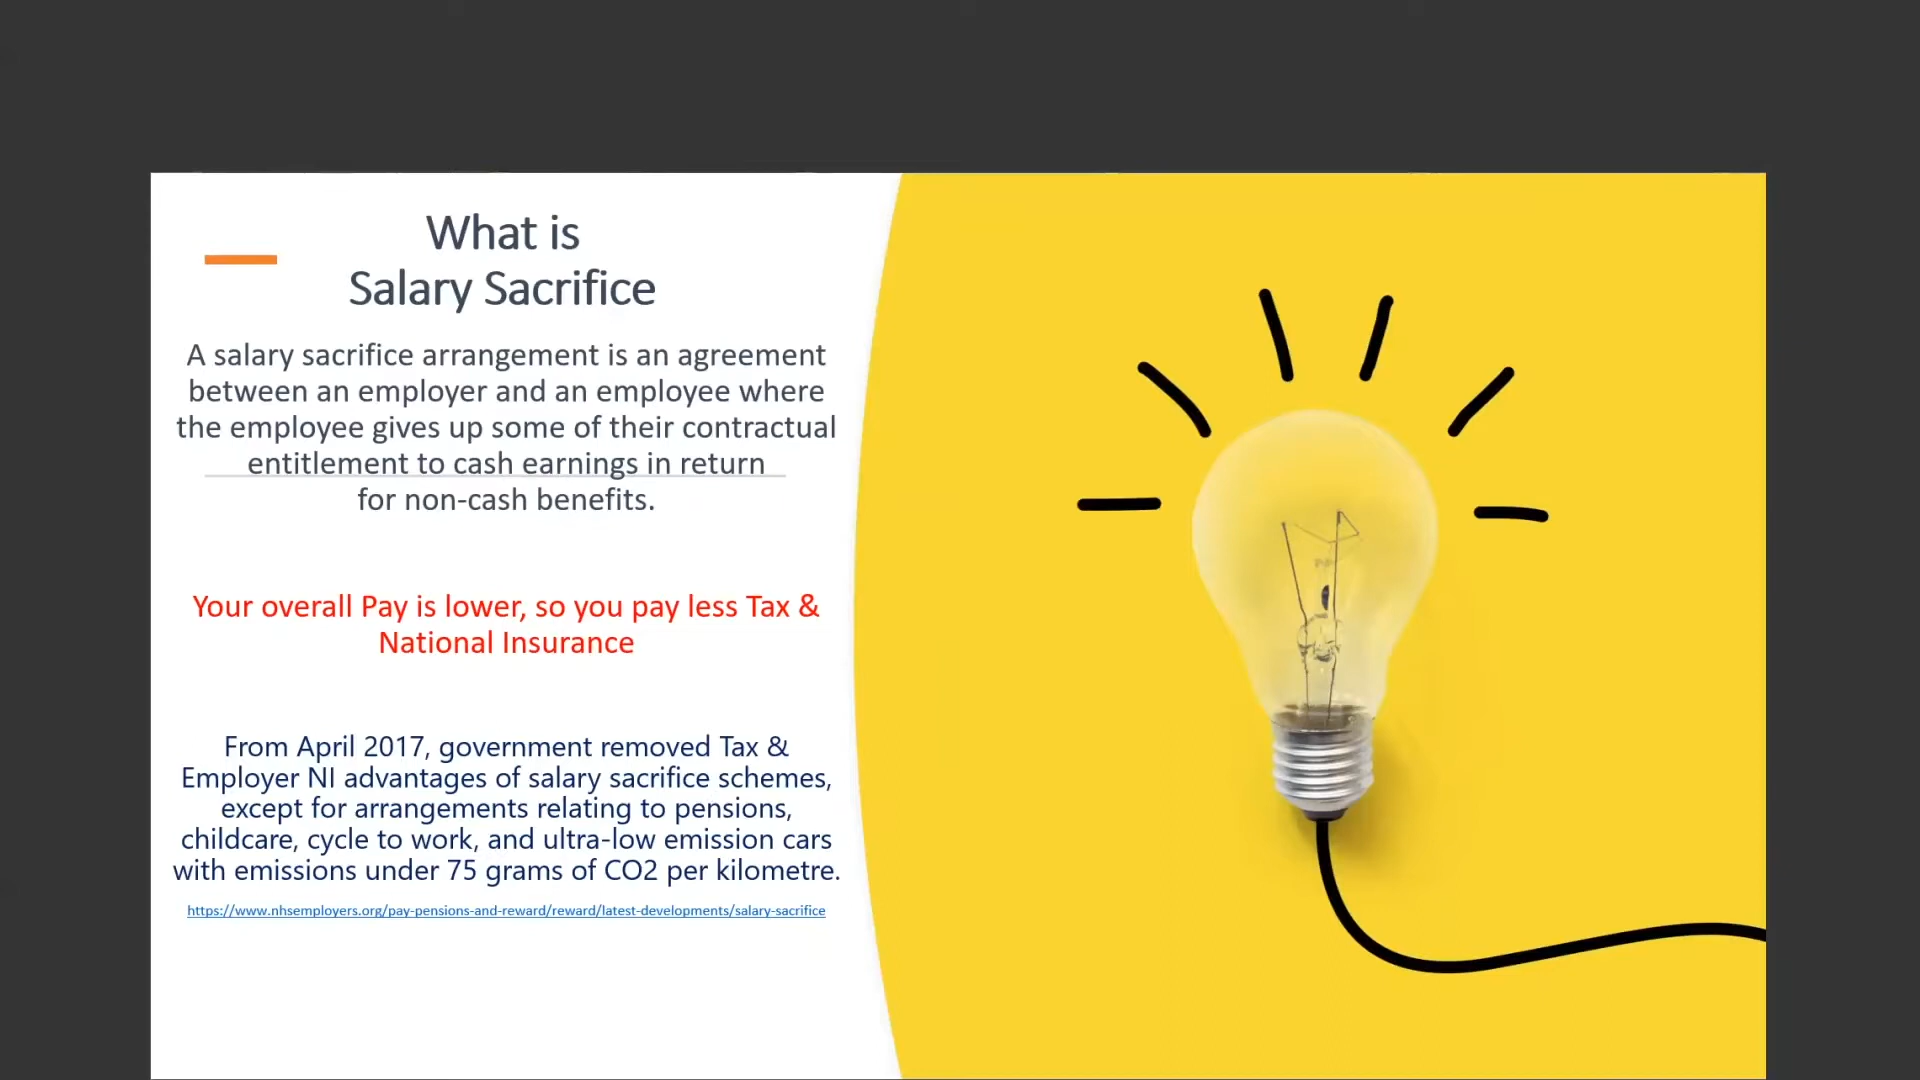 What is
Salary Sacrifice
A salary sacrifice arrangement is an agreement
between an employer and an employee where
the employee gives up some of their contractual
entitlement to cash earnings in return
for non-cash benefits.
Your overall Pay is lower, so you pay less Tax &
National Insurance
From April 2017, government removed Tax &
Employer NI advantages of salary sacrifice schemes,
except for arrangements relating to pensions,
childcare, cycle to work, and ultra-low emission cars
with emissions under 75 grams of CO2 per kilometre.
https://www.nhsemployers.org/pay-pensions-and-reward/reward/latest-developments/salary-sacrifice